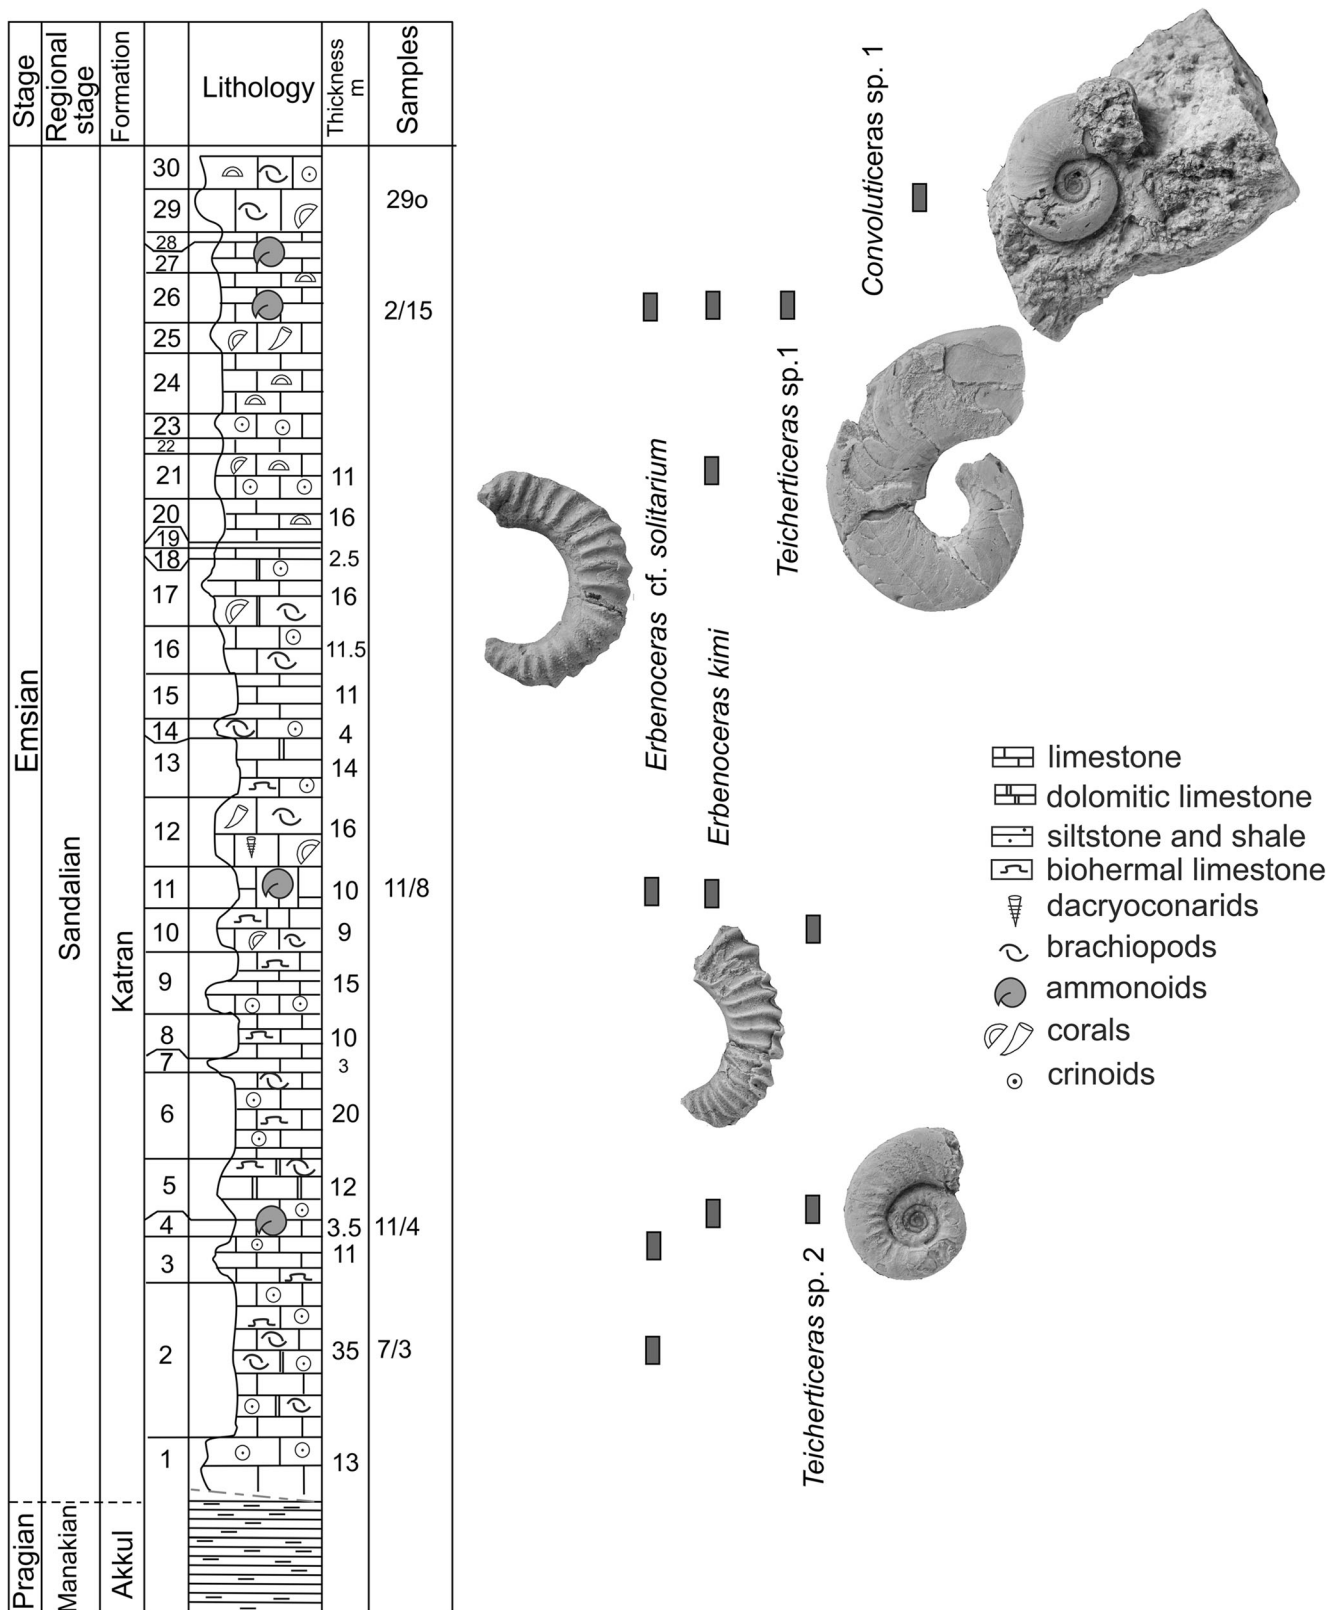 Stage
Regional
stage
Formation
Lithology
Thickness
m
Samples
Emsian
Sandalian
Katran
Pragian
Manakian
Akkul
30
29 29o
28
27
26 2/15
25
24
23
22
21 11
20 16
19
18 2.5
17 16
16 11.5
15 11
14 4
13 14
12 16
11 10 11/8
10 9
9 15
8 10
7 3
6 20
5 12
4 3.5 11/4
3 11
2 35 7/3
1 13
Convoluticeras sp. 1
Teicherticeras sp.1
Erbenoceras cf. solitarium
Erbenoceras kimi
Teicherticeras sp. 2
limestone
dolomitic limestone
siltstone and shale
biohermal limestone
dacryoconarids
brachiopods
ammonoids
corals
crinoids